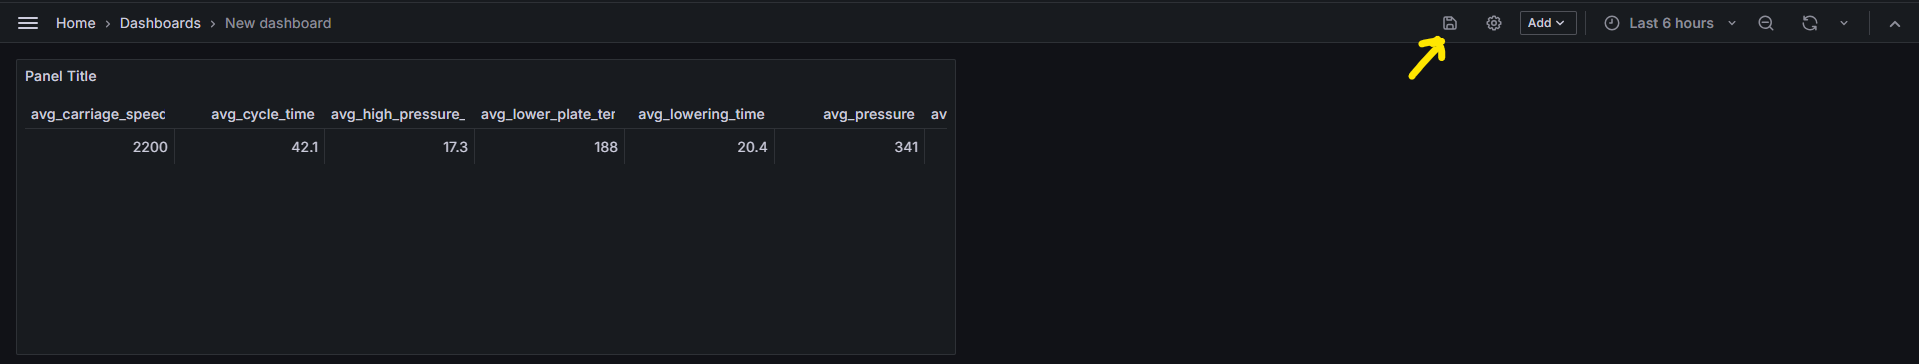 Home › Dashboards › New dashboard
Add
Last 6 hours
Panel Title
avg_carriage_speed avg_cycle_time avg_high_pressure_ avg_lower_plate_ter avg_lowering_time avg_pressure av
2200 42.1 17.3 188 20.4 341